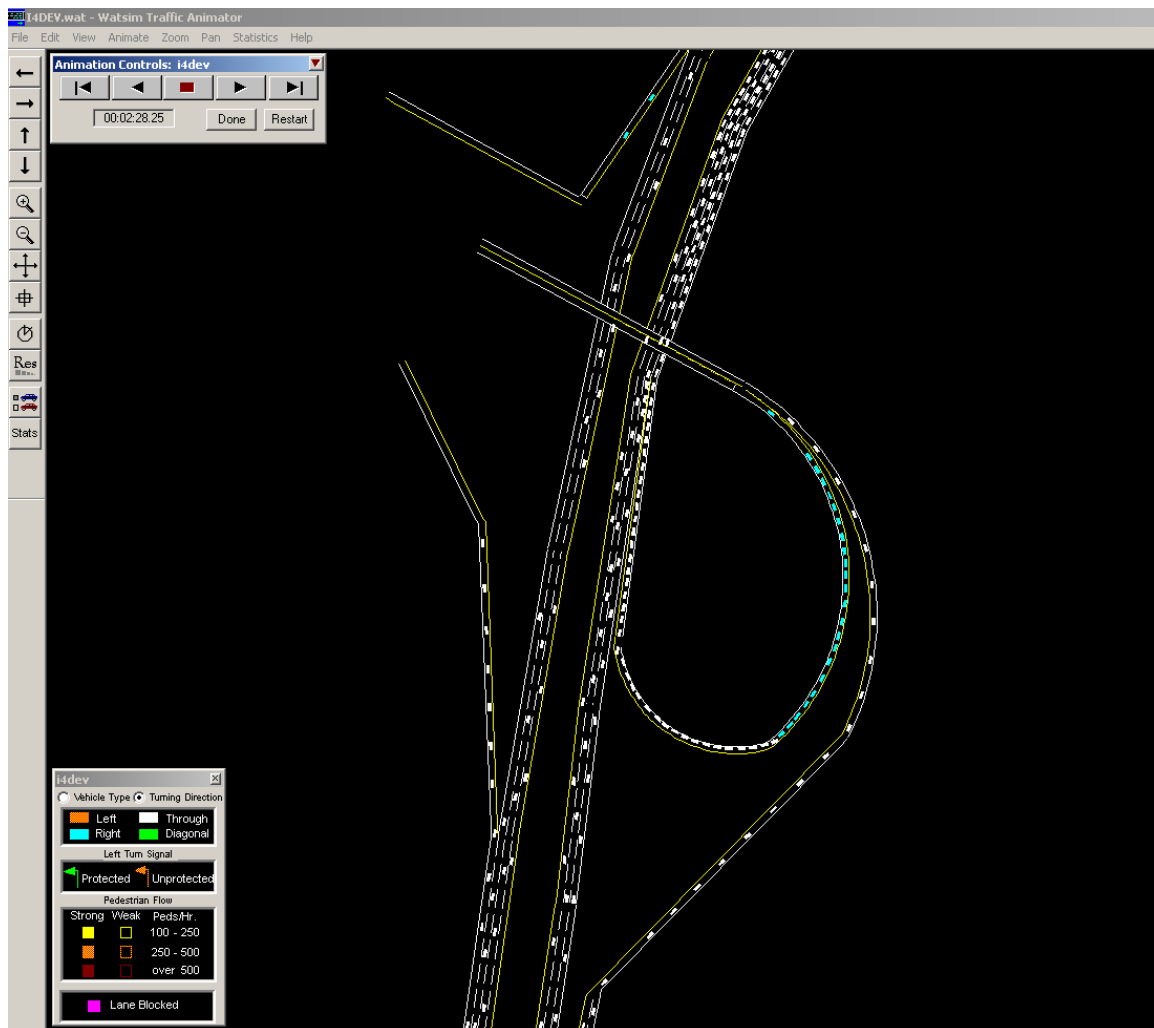 I4DEV.wat - Watsim Traffic Animator
File Edit View Animate Zoom Pan Statistics Help
Animation Controls: i4dev
00:02:28.25 Done Restart
Res
Stats
i4dev
Vehicle Type Turning Direction
Left Through
Right Diagonal
Left Turn Signal
Protected Unprotected
Pedestrian Flow
Strong Weak Peds/Hr.
100 - 250
250 - 500
over 500
Lane Blocked